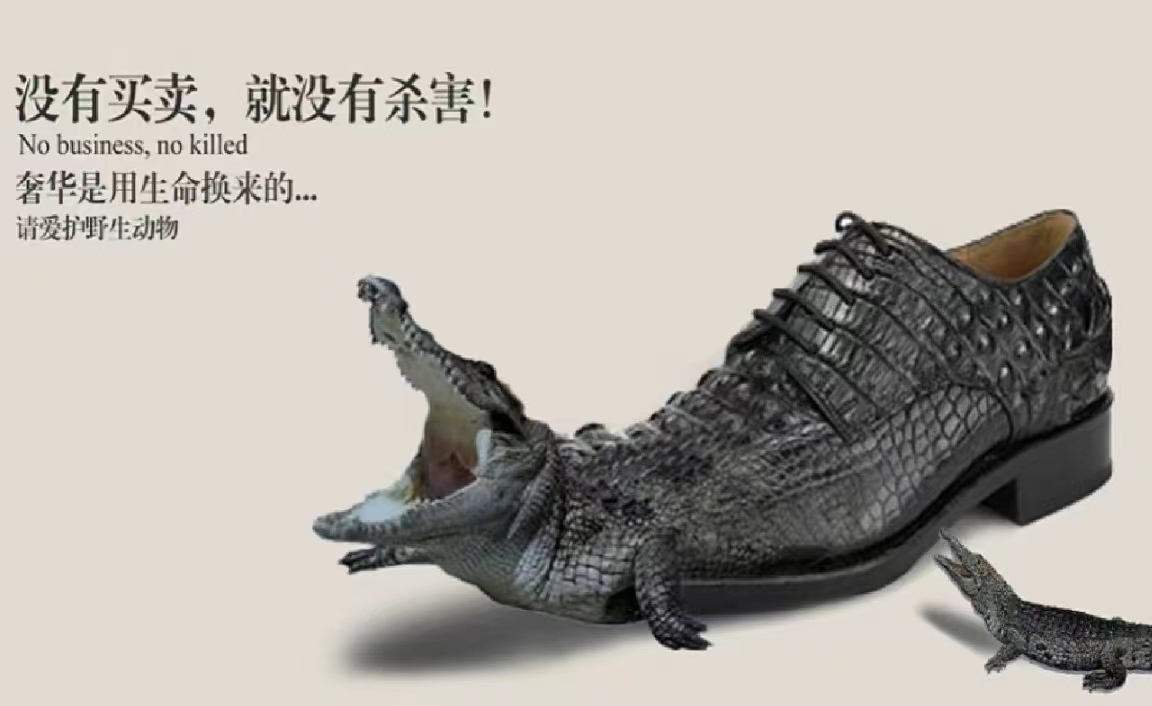 没有买卖，就没有杀害！
No business, no killed
奢华是用生命换来的...
请爱护野生动物